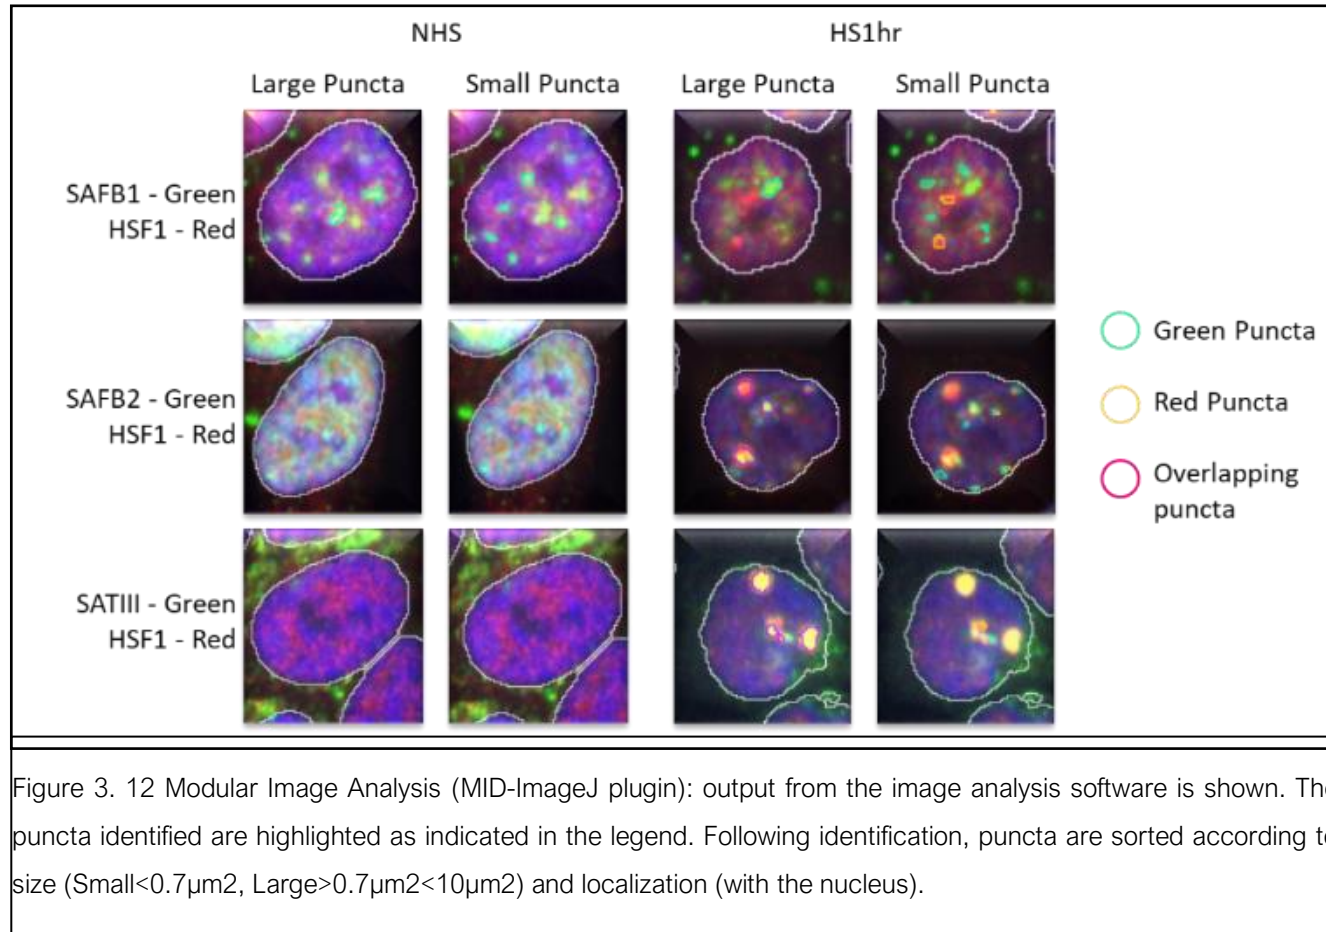 NHS HS1hr
Large Puncta Small Puncta Large Puncta Small Puncta
SAFB1 - Green
HSF1 - Red
SAFB2 - Green
HSF1 - Red
SATIII - Green
HSF1 - Red
Green Puncta
Red Puncta
Overlapping
puncta
Figure 3. 12 Modular Image Analysis (MID-ImageJ plugin): output from the image analysis software is shown. The
puncta identified are highlighted as indicated in the legend. Following identification, puncta are sorted according to
size (Small<0.7µm2, Large>0.7µm2<10µm2) and localization (with the nucleus).